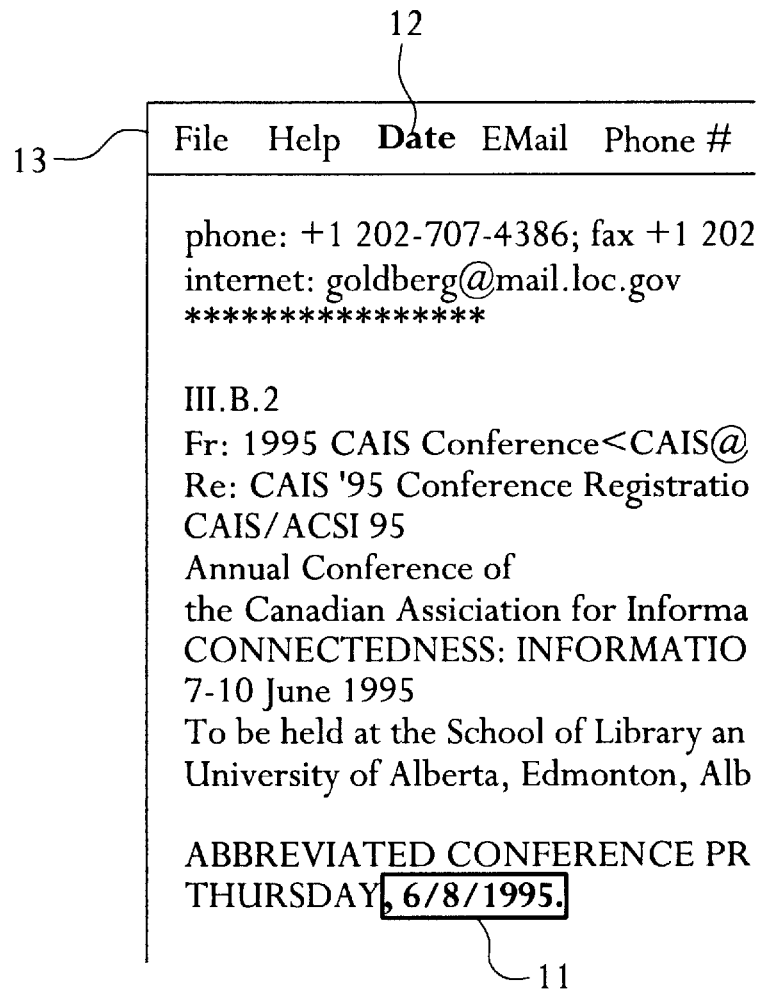 12
13
File Help Date EMail Phone #
phone: +1 202-707-4386; fax +1 202
internet: goldberg@mail.loc.gov
****************
III.B.2
Fr: 1995 CAIS Conference<CAIS@
Re: CAIS '95 Conference Registratio
CAIS/ACSI 95
Annual Conference of
the Canadian Assiciation for Informa
CONNECTEDNESS: INFORMATIO
7-10 June 1995
To be held at the School of Library an
University of Alberta, Edmonton, Alb
ABBREVIATED CONFERENCE PR
THURSDAY, 6/8/1995.
11